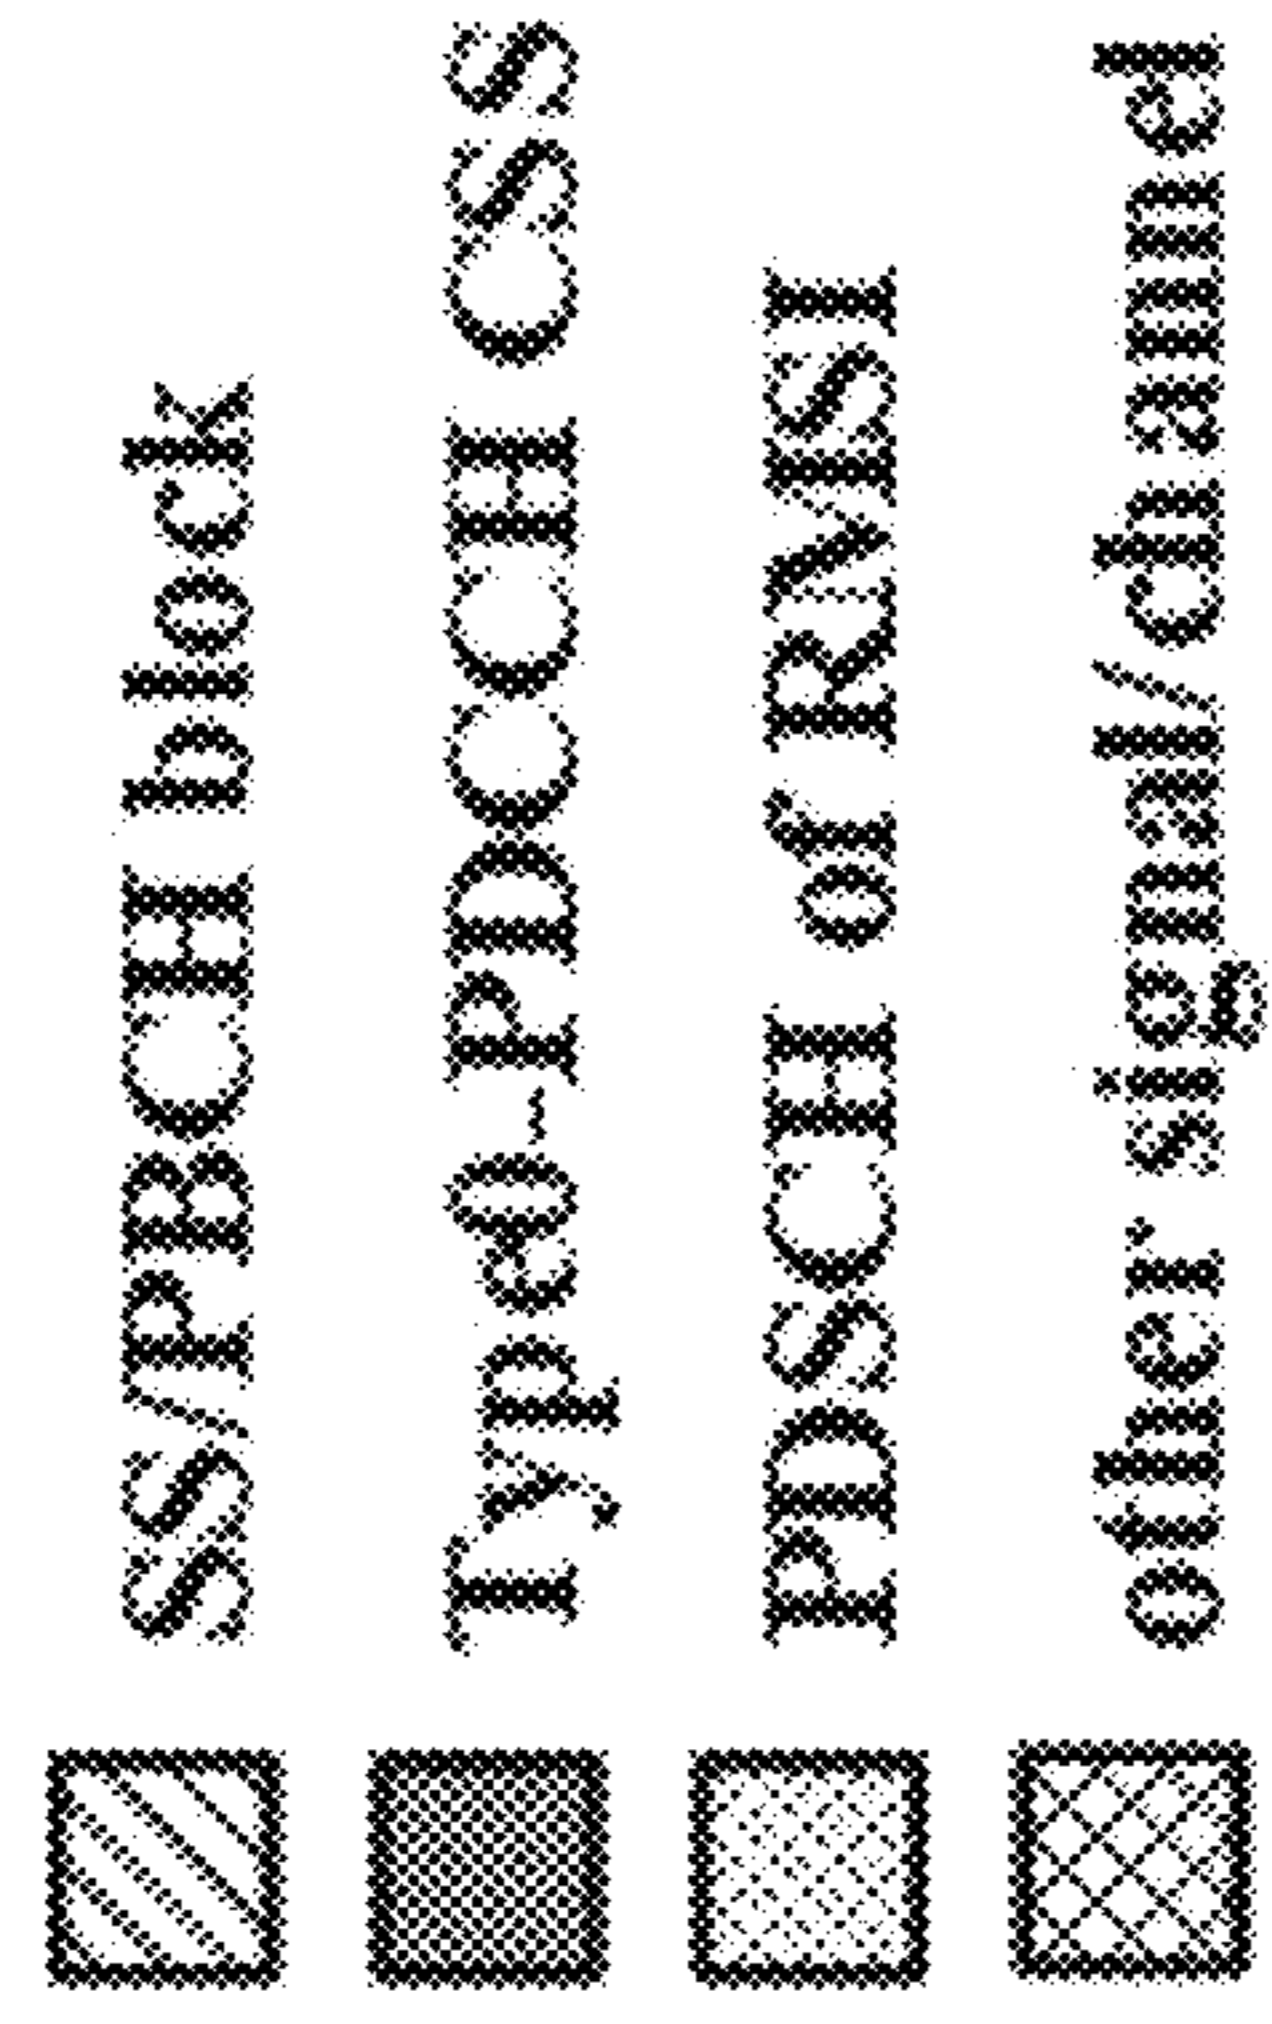 SS/PBCH block
Type0-PDCCH CSS
PDSCH of RMSI
other signal/channel